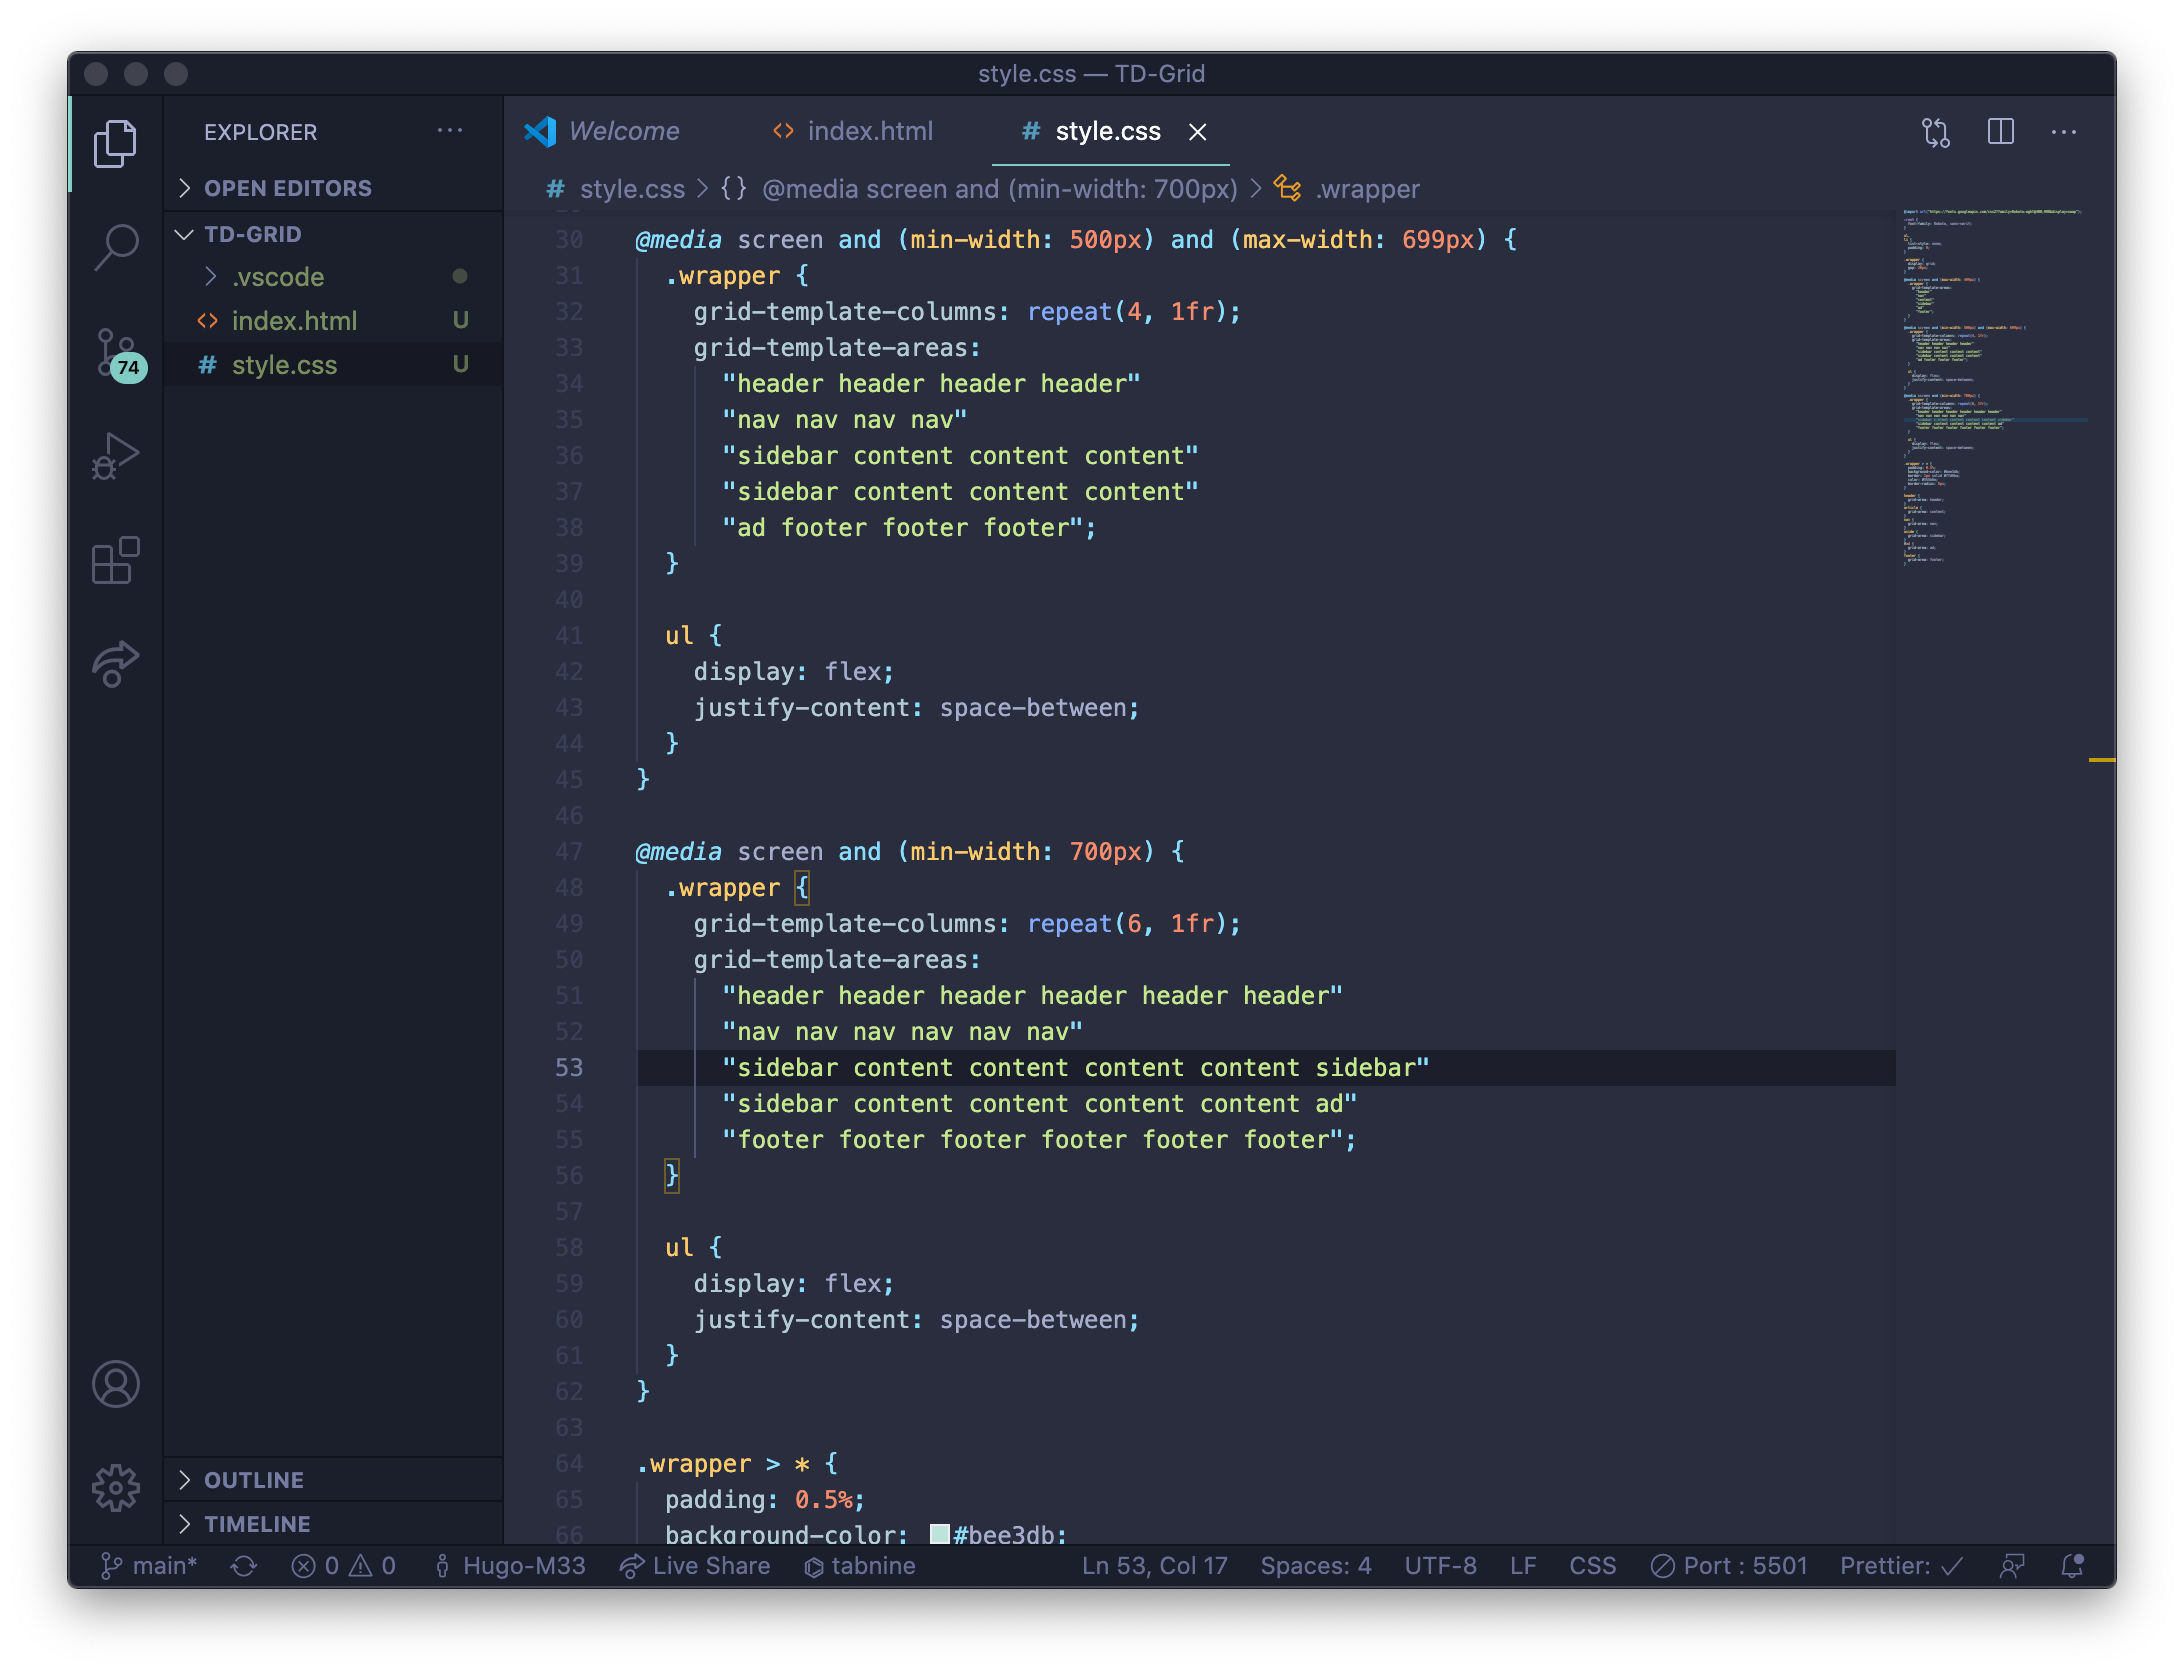 style.css — TD-Grid
EXPLORER
OPEN EDITORS
TD-GRID
.vscode
index.html U
style.css U
74
OUTLINE
TIMELINE
Welcome
index.html
# style.css
# style.css > {} @media screen and (min-width: 700px) > .wrapper
30 @media screen and (min-width: 500px) and (max-width: 699px) {
31 .wrapper {
32 grid-template-columns: repeat(4, 1fr);
33 grid-template-areas:
34 "header header header header"
35 "nav nav nav nav"
36 "sidebar content content content"
37 "sidebar content content content"
38 "ad footer footer footer";
39 }
40
41 ul {
42 display: flex;
43 justify-content: space-between;
44 }
45 }
46
47 @media screen and (min-width: 700px) {
48 .wrapper {
49 grid-template-columns: repeat(6, 1fr);
50 grid-template-areas:
51 "header header header header header header"
52 "nav nav nav nav nav nav"
53 "sidebar content content content content sidebar"
54 "sidebar content content content content ad"
55 "footer footer footer footer footer footer";
56 }
57
58 ul {
59 display: flex;
60 justify-content: space-between;
61 }
62 }
63
64 .wrapper > * {
65 padding: 0.5%;
66 background-color: #bee3db;
main* 0 0 Hugo-M33 Live Share tabnine Ln 53, Col 17 Spaces: 4 UTF-8 LF CSS Port : 5501 Prettier: ✓